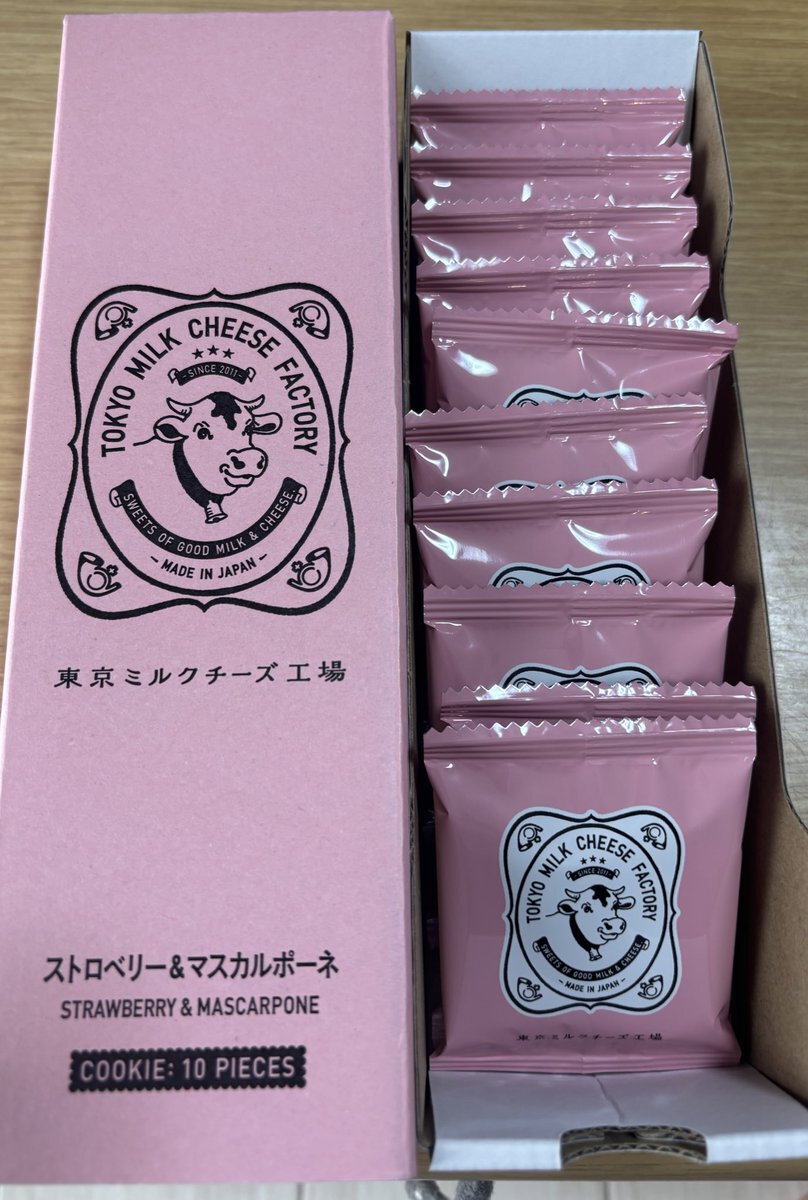 TOKYO MILK CHEESE FACTORY
SINCE 2011
SWEETS OF GOOD MILK & CHEESE
MADE IN JAPAN
東京ミルクチーズ工場
ストロベリー&マスカルポーネ
STRAWBERRY & MASCARPONE
COOKIE: 10 PIECES
TOKYO MILK CHEESE FACTORY
SINCE 2011
SWEETS OF GOOD MILK & CHEESE
MADE IN JAPAN
東京ミルクチーズ工場